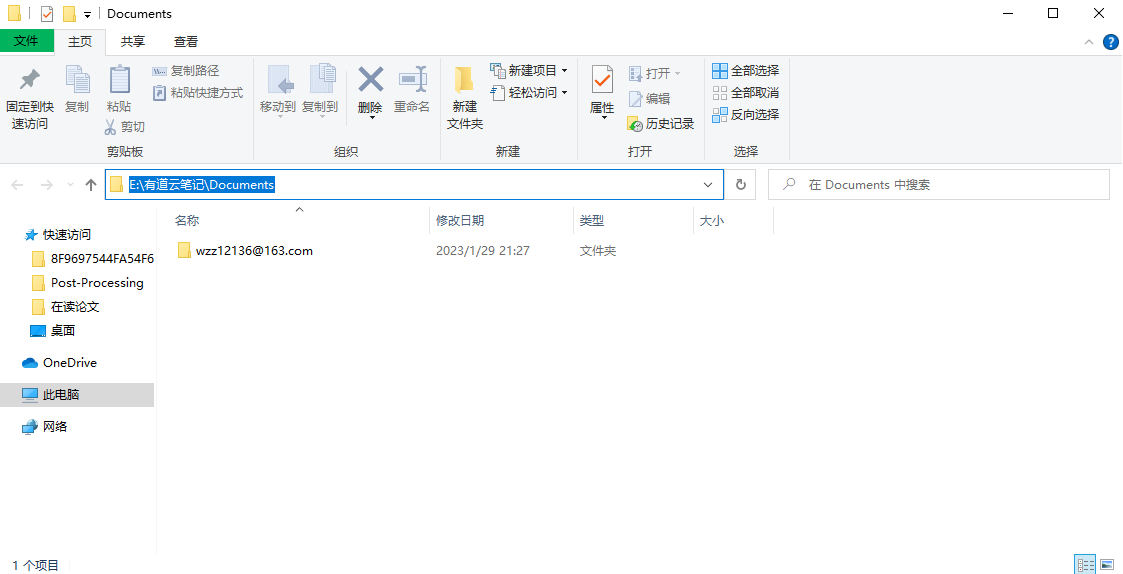 Documents
文件 主页 共享 查看
固定到快速访问
复制
粘贴
复制路径
粘贴快捷方式
剪切
剪贴板
移动到
复制到
删除
重命名
组织
新建
文件夹
新建项目
轻松访问
新建
属性
打开
编辑
历史记录
打开
全部选择
全部取消
反向选择
选择
E:\有道云笔记\Documents
在 Documents 中搜索
快速访问
8F9697544FA54F6
Post-Processing
在读论文
桌面
OneDrive
此电脑
网络
名称 修改日期 类型 大小
wzz12136@163.com 2023/1/29 21:27 文件夹
1 个项目